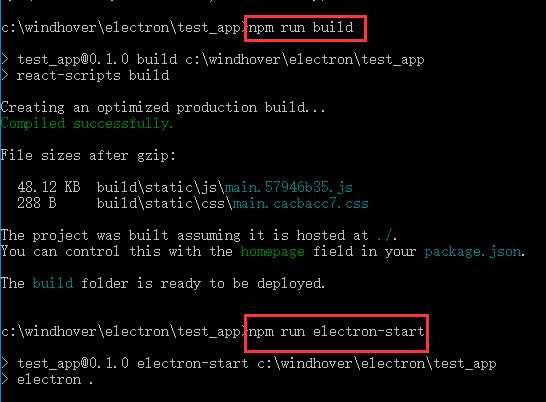 c:\windhover\electron\test_app>npm run build
> test_app@0.1.0 build c:\windhover\electron\test_app
> react-scripts build
Creating an optimized production build...
Compiled successfully.
File sizes after gzip:
48.12 KB  build\static\js\main.57946b35.js
288 B     build\static\css\main.cacbacc7.css
The project was built assuming it is hosted at ./.
You can control this with the homepage field in your package.json.
The build folder is ready to be deployed.
c:\windhover\electron\test_app>npm run electron-start
> test_app@0.1.0 electron-start c:\windhover\electron\test_app
> electron .